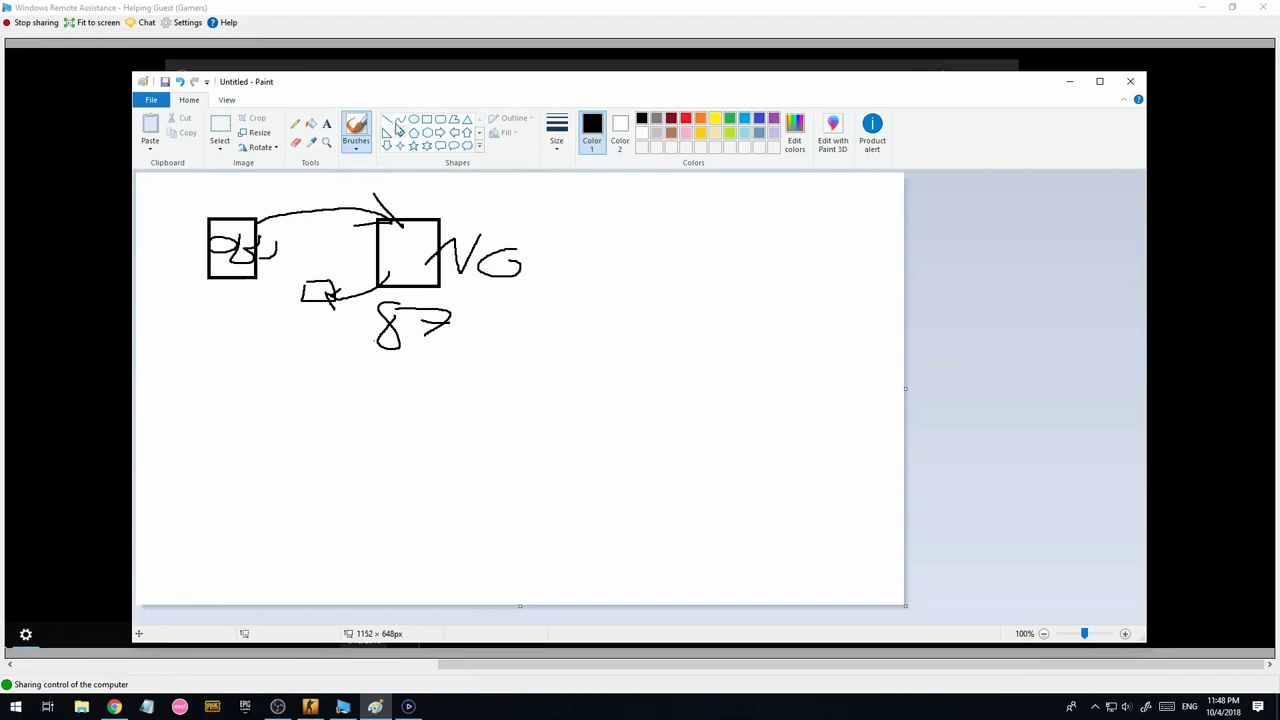 Windows Remote Assistance - Helping Guest (Gamers)
Stop sharing Fit to screen Chat Settings Help
Untitled - Paint
File Home View
Paste Cut Copy Select Crop Resize Rotate Brushes Outline Fill Size Color 1 Color 2 Edit colors Edit with Paint 3D Product alert
Clipboard Image Tools Shapes Colors
NG
87
1152 × 648px 100%
Sharing control of the computer
11:48 PM
ENG
10/4/2018